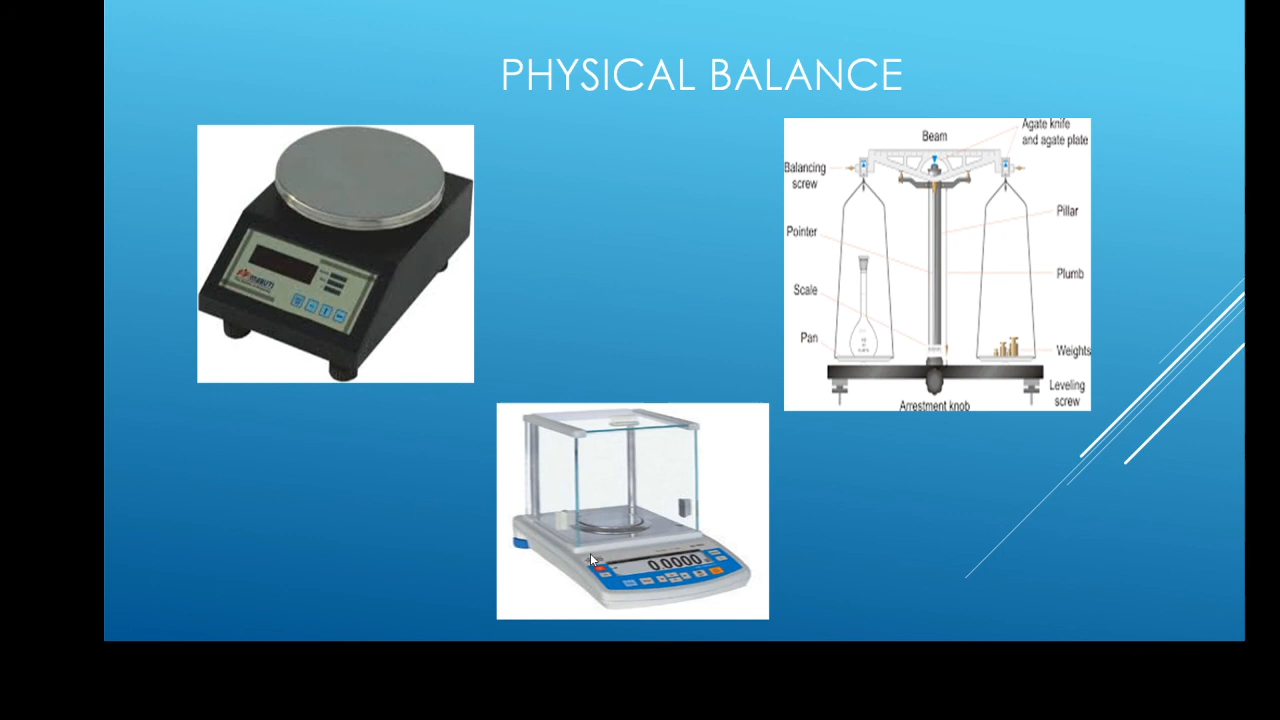 PHYSICAL BALANCE
Agate knife
and agate plate
Beam
Balancing
screw
Pillar
Pointer
Plumb
Scale
Pan
Weights
Leveling
screw
Arrestment knob
0.0000